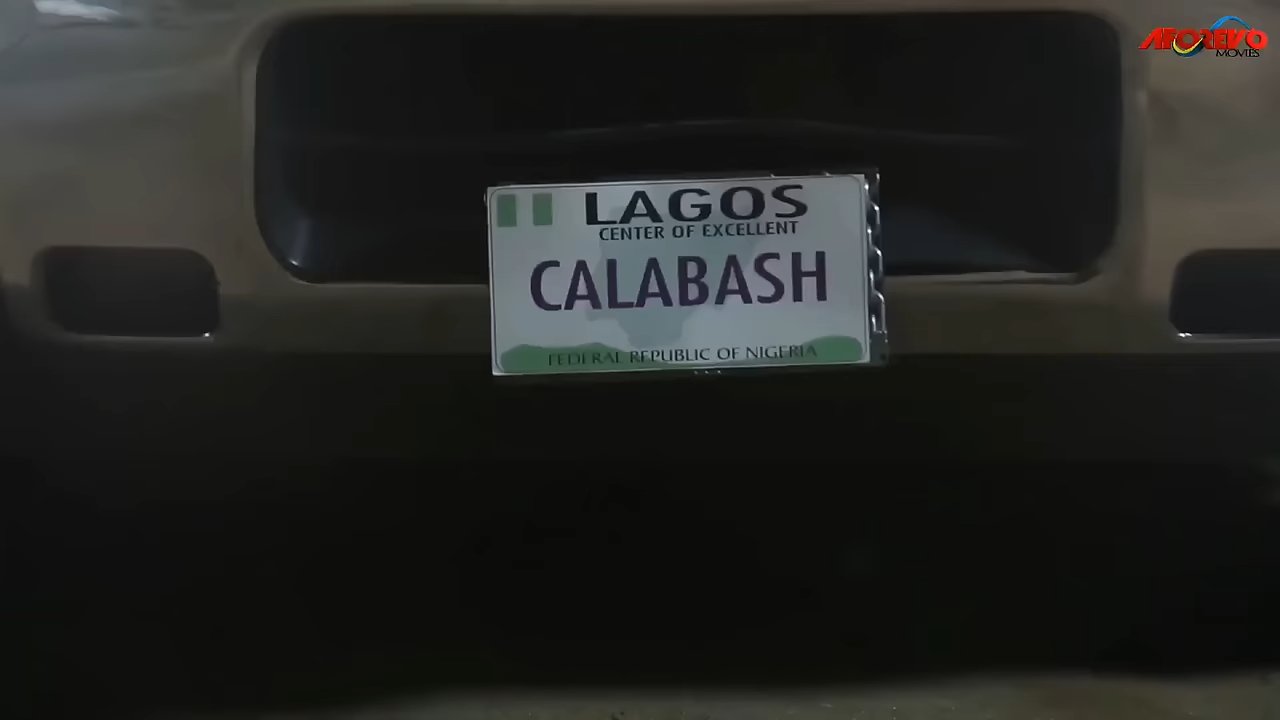 AFOREVO
MOVIES
LAGOS
CENTER OF EXCELLENT
CALABASH
FEDERAL REPUBLIC OF NIGERIA